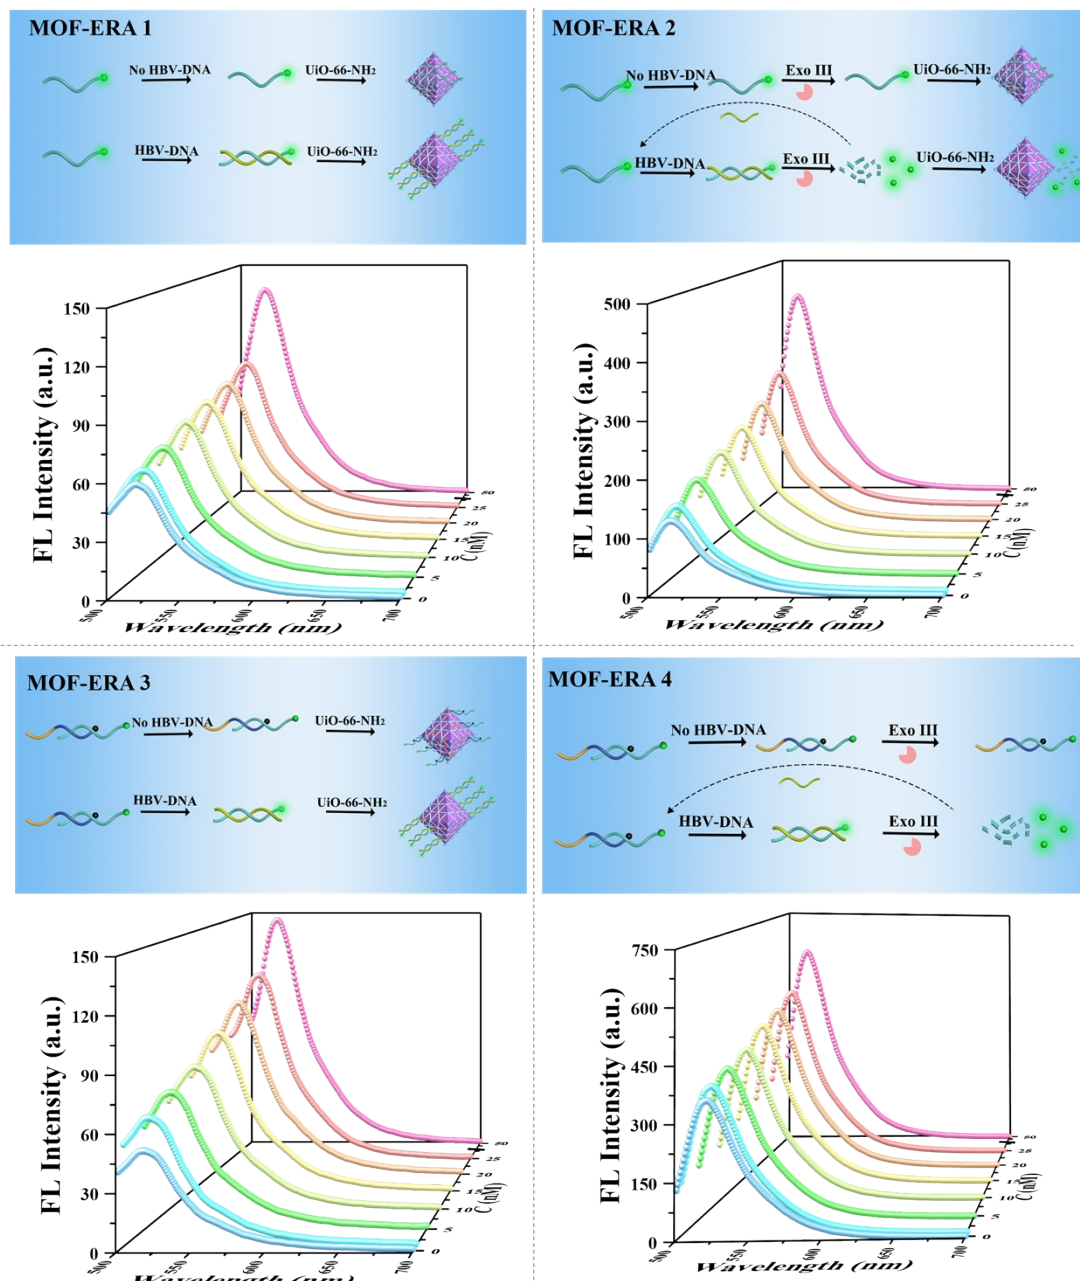 MOF-ERA 1
No HBV-DNA
UiO-66-NH2
HBV-DNA
UiO-66-NH2
FL Intensity (a.u.)
150
120
90
60
30
0
500
550
600
650
700
Wavelength (nm)
0
5
10
15
20
25
50
C (nM)
MOF-ERA 2
No HBV-DNA
Exo III
UiO-66-NH2
HBV-DNA
Exo III
UiO-66-NH2
FL Intensity (a.u.)
500
400
300
200
100
0
500
550
600
650
700
Wavelength (nm)
0
5
10
15
20
25
50
C (nM)
MOF-ERA 3
No HBV-DNA
UiO-66-NH2
HBV-DNA
UiO-66-NH2
FL Intensity (a.u.)
150
120
90
60
30
0
500
550
600
650
700
Wavelength (nm)
0
5
10
15
20
25
50
C (nM)
MOF-ERA 4
No HBV-DNA
Exo III
HBV-DNA
Exo III
FL Intensity (a.u.)
750
600
450
300
150
0
500
550
600
650
700
Wavelength (nm)
0
5
10
15
20
25
50
C (nM)